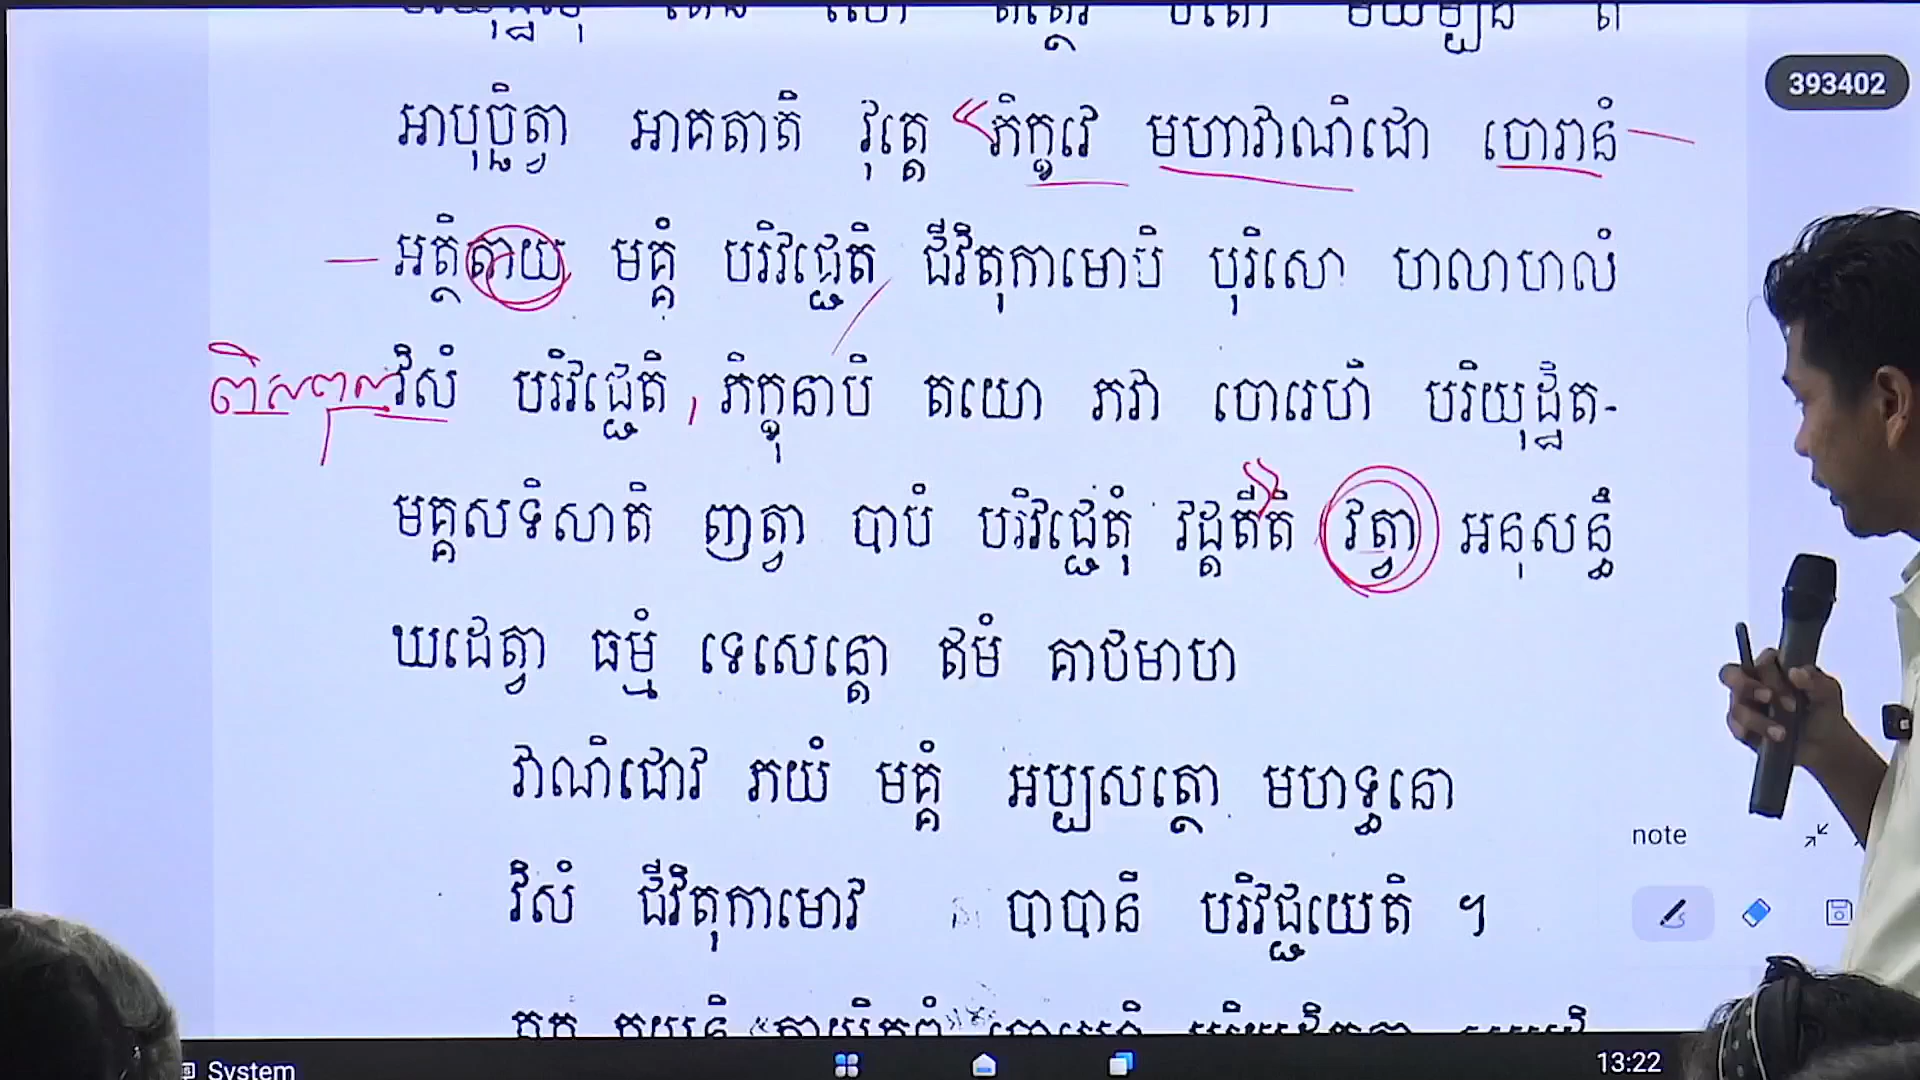 393402
អាបុច្ឆិត្វា អាគតាតិ វុត្តេ “ភិក្ខវេ មហាវាណិជោ ចោរានំ
អត្ថិតាយ មគ្គំ បរិវជ្ជេតិ ជីវិតុកាមោបិ បុរិសោ ហលាហលំ
វិសំ បរិវជ្ជេតិ, ភិក្ខុនាបិ តយោ ភវា ចោរេហិ បរិយុដ្ឋិត-
មគ្គសទិសាតិ ញត្វា បាបំ បរិវជ្ជេតុំ វដ្តតីតិ វត្វា អនុសន្ធឹ
ឃដេត្វា ធម្មំ ទេសេន្តោ ឥមំ គាថមាហ
វាណិជោវ ភយំ មគ្គំ អប្បសត្ថោ មហទ្ធនោ
វិសំ ជីវិតុកាមោវ បាបានិ បរិវជ្ជយេតិ ។
note
System
13:22